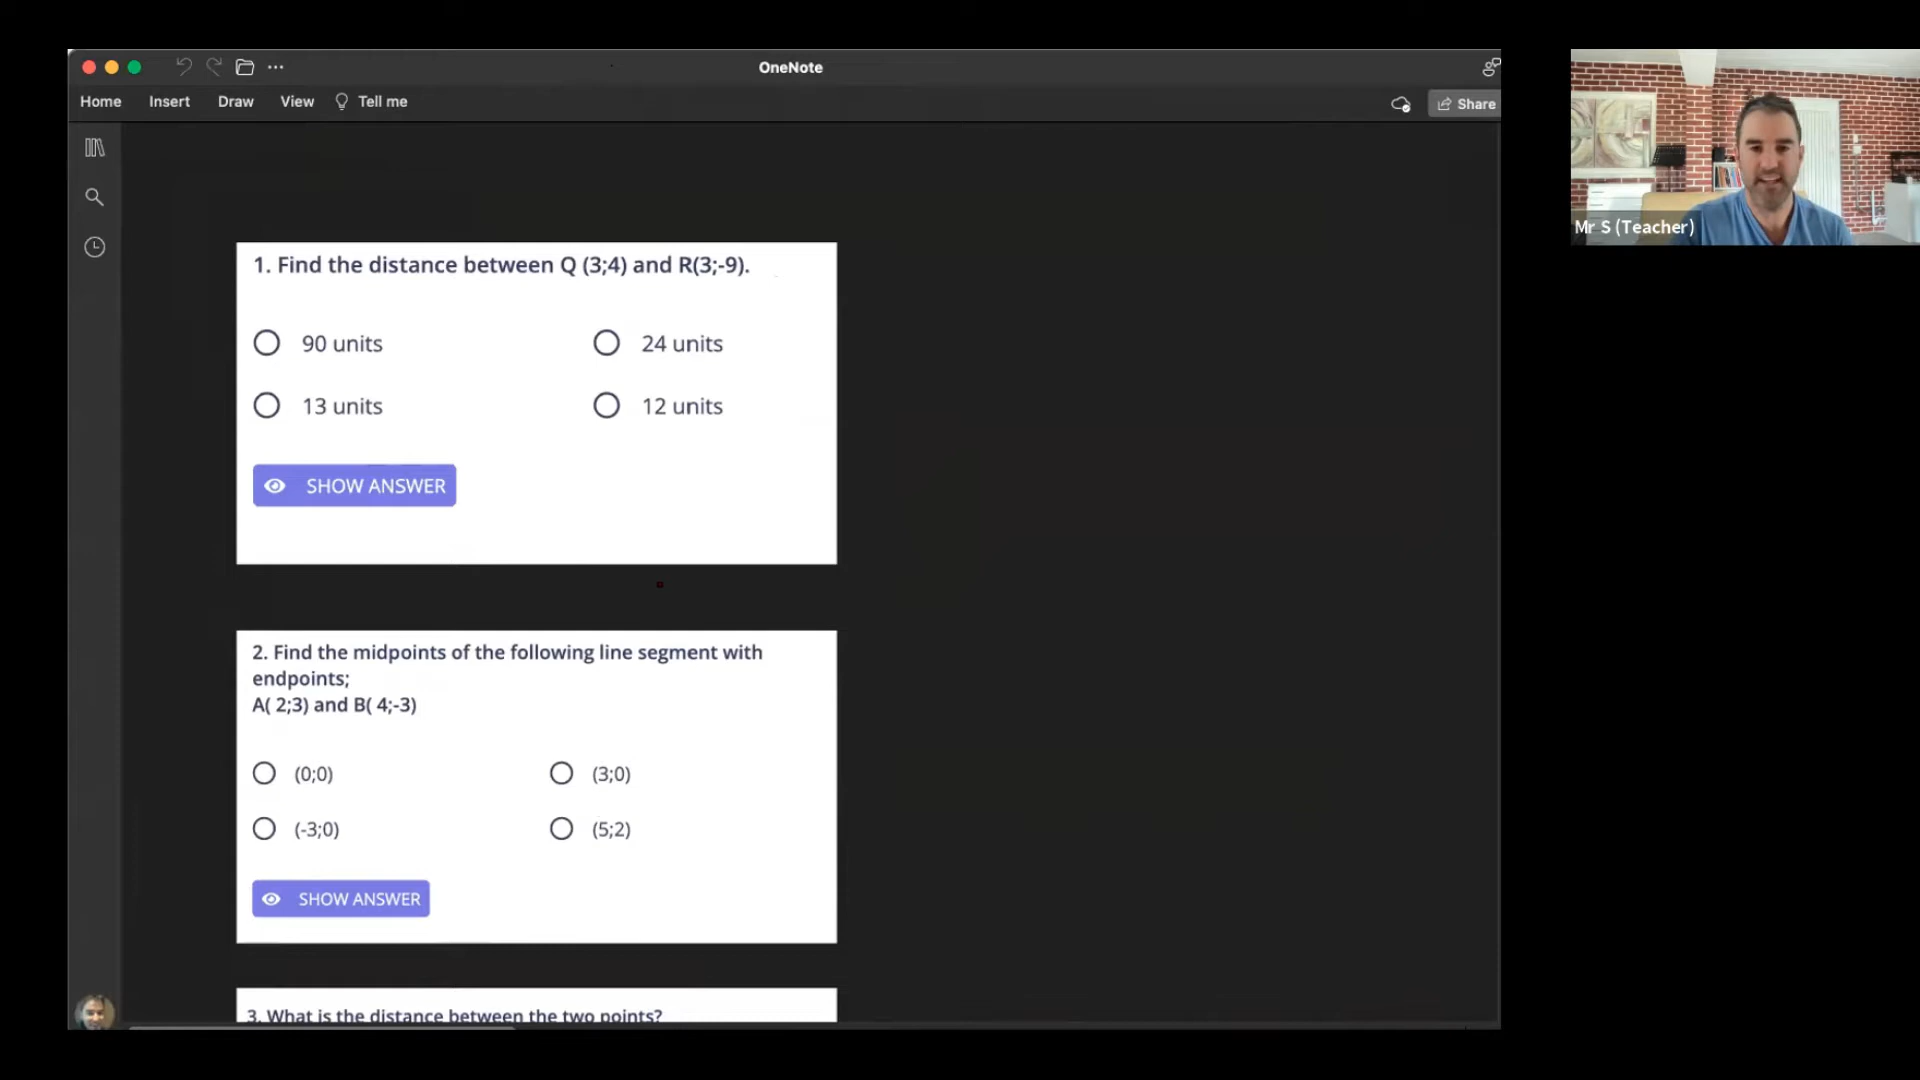 OneNote
Home Insert Draw View Tell me
Share
Mr S (Teacher)
1. Find the distance between Q (3;4) and R(3;-9).
90 units 24 units
13 units 12 units
SHOW ANSWER
2. Find the midpoints of the following line segment with
endpoints;
A( 2;3) and B( 4;-3)
(0;0) (3;0)
(-3;0) (5;2)
SHOW ANSWER
3. What is the distance between the two points?